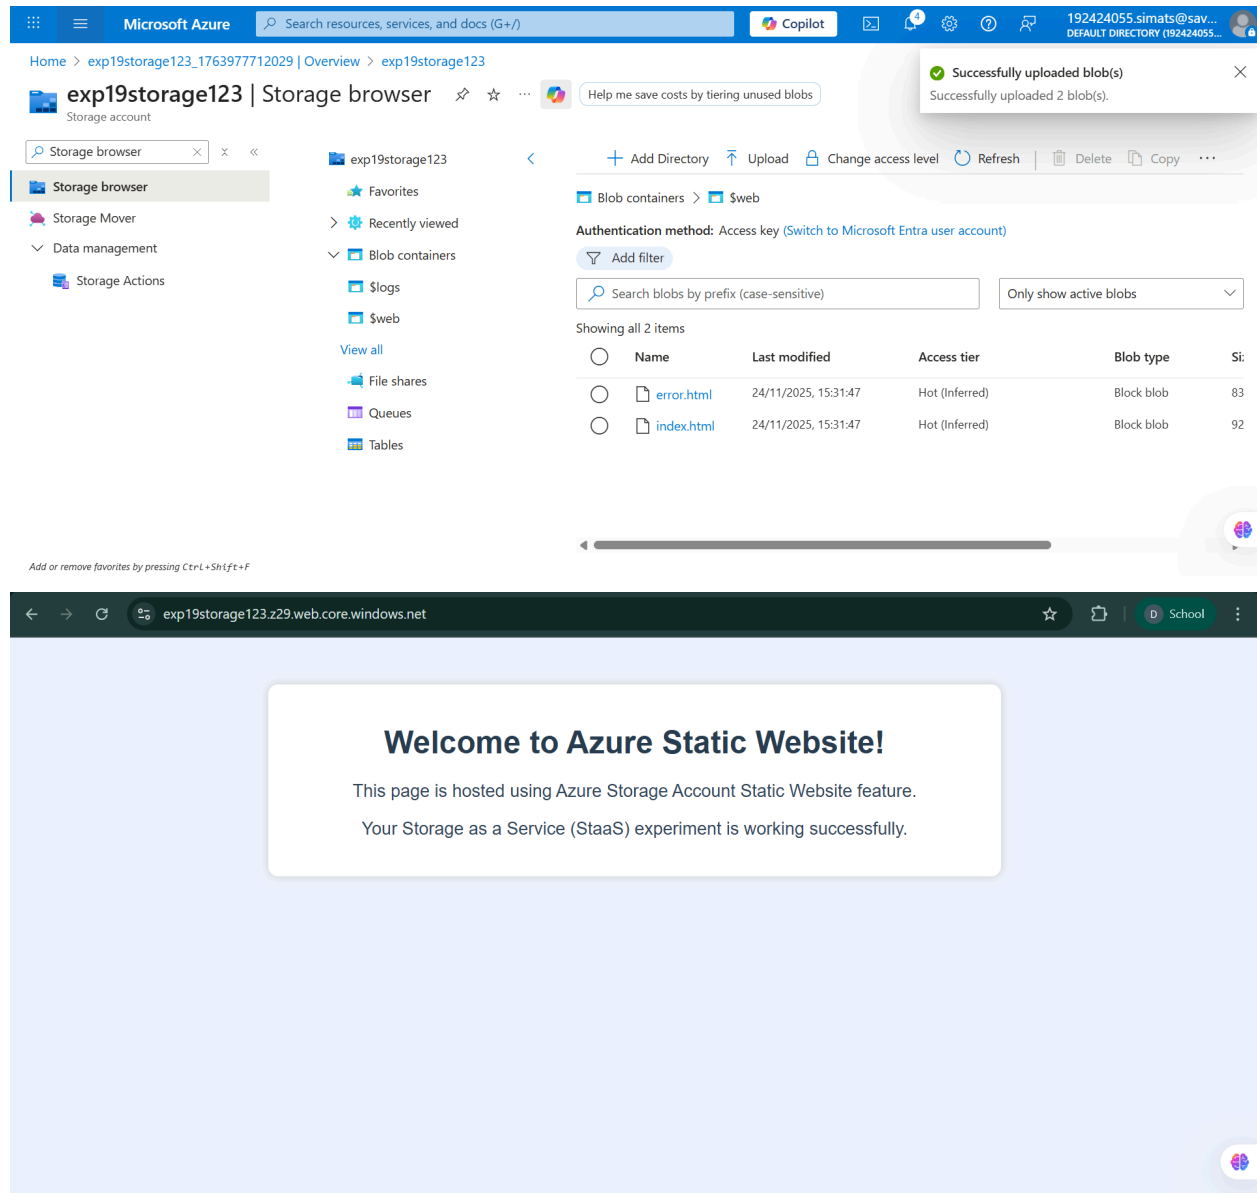 Microsoft Azure
Search resources, services, and docs (G+/)
Copilot
4
192424055.simats@sav...
DEFAULT DIRECTORY (192424055...
Home > exp19storage123_1763977712029 | Overview > exp19storage123
Successfully uploaded blob(s)
Successfully uploaded 2 blob(s).
exp19storage123 | Storage browser
...
Help me save costs by tiering unused blobs
Storage account
Storage browser
Storage browser
Storage Mover
Data management
Storage Actions
exp19storage123
Favorites
Recently viewed
Blob containers
$logs
$web
View all
File shares
Queues
Tables
Add Directory
Upload
Change access level
Refresh
Delete
Copy
...
Blob containers > $web
Authentication method: Access key (Switch to Microsoft Entra user account)
Add filter
Search blobs by prefix (case-sensitive)
Only show active blobs
Showing all 2 items
Name Last modified Access tier Blob type
error.html 24/11/2025, 15:31:47 Hot (Inferred) Block blob 83
index.html 24/11/2025, 15:31:47 Hot (Inferred) Block blob 92
Add or remove favorites by pressing Ctrl+Shift+F
exp19storage123.z29.web.core.windows.net
D School
Welcome to Azure Static Website!
This page is hosted using Azure Storage Account Static Website feature.
Your Storage as a Service (StaaS) experiment is working successfully.